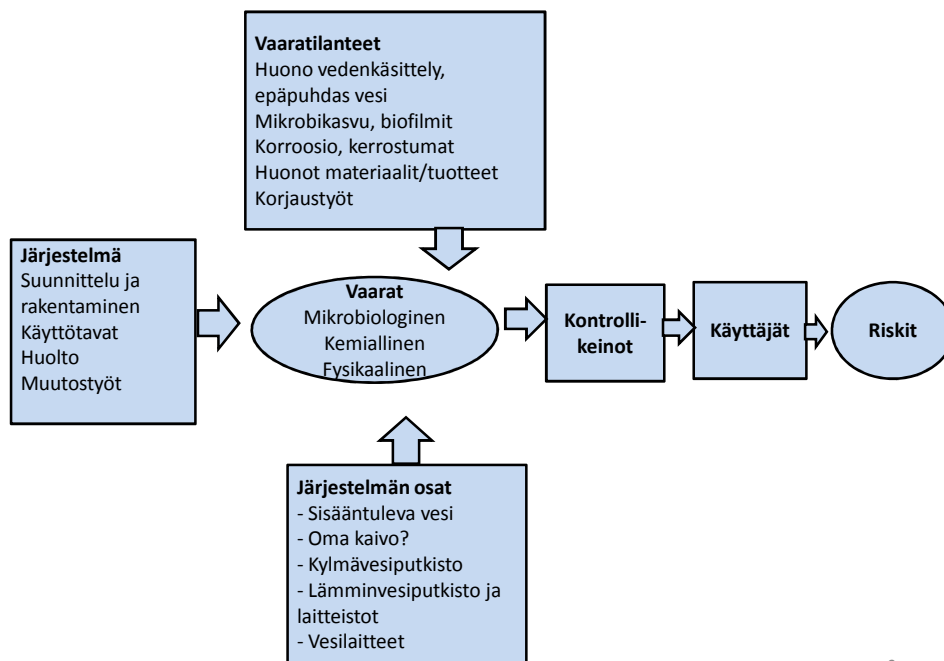 Vaaratilanteet
Huono vedenkäsittely,
epäpuhdas vesi
Mikrobikasvu, biofilmit
Korroosio, kerrostumat
Huonot materiaalit/tuotteet
Korjaustyöt
Järjestelmä
Suunnittelu ja
rakentaminen
Käyttötavat
Huolto
Muutostyöt
Vaarat
Mikrobiologinen
Kemiallinen
Fysikaalinen
Kontrolli-
keinot
Käyttäjät
Riskit
Järjestelmän osat
- Sisääntuleva vesi
- Oma kaivo?
- Kylmävesiputkisto
- Lämminvesiputkisto ja
laitteistot
- Vesilaitteet